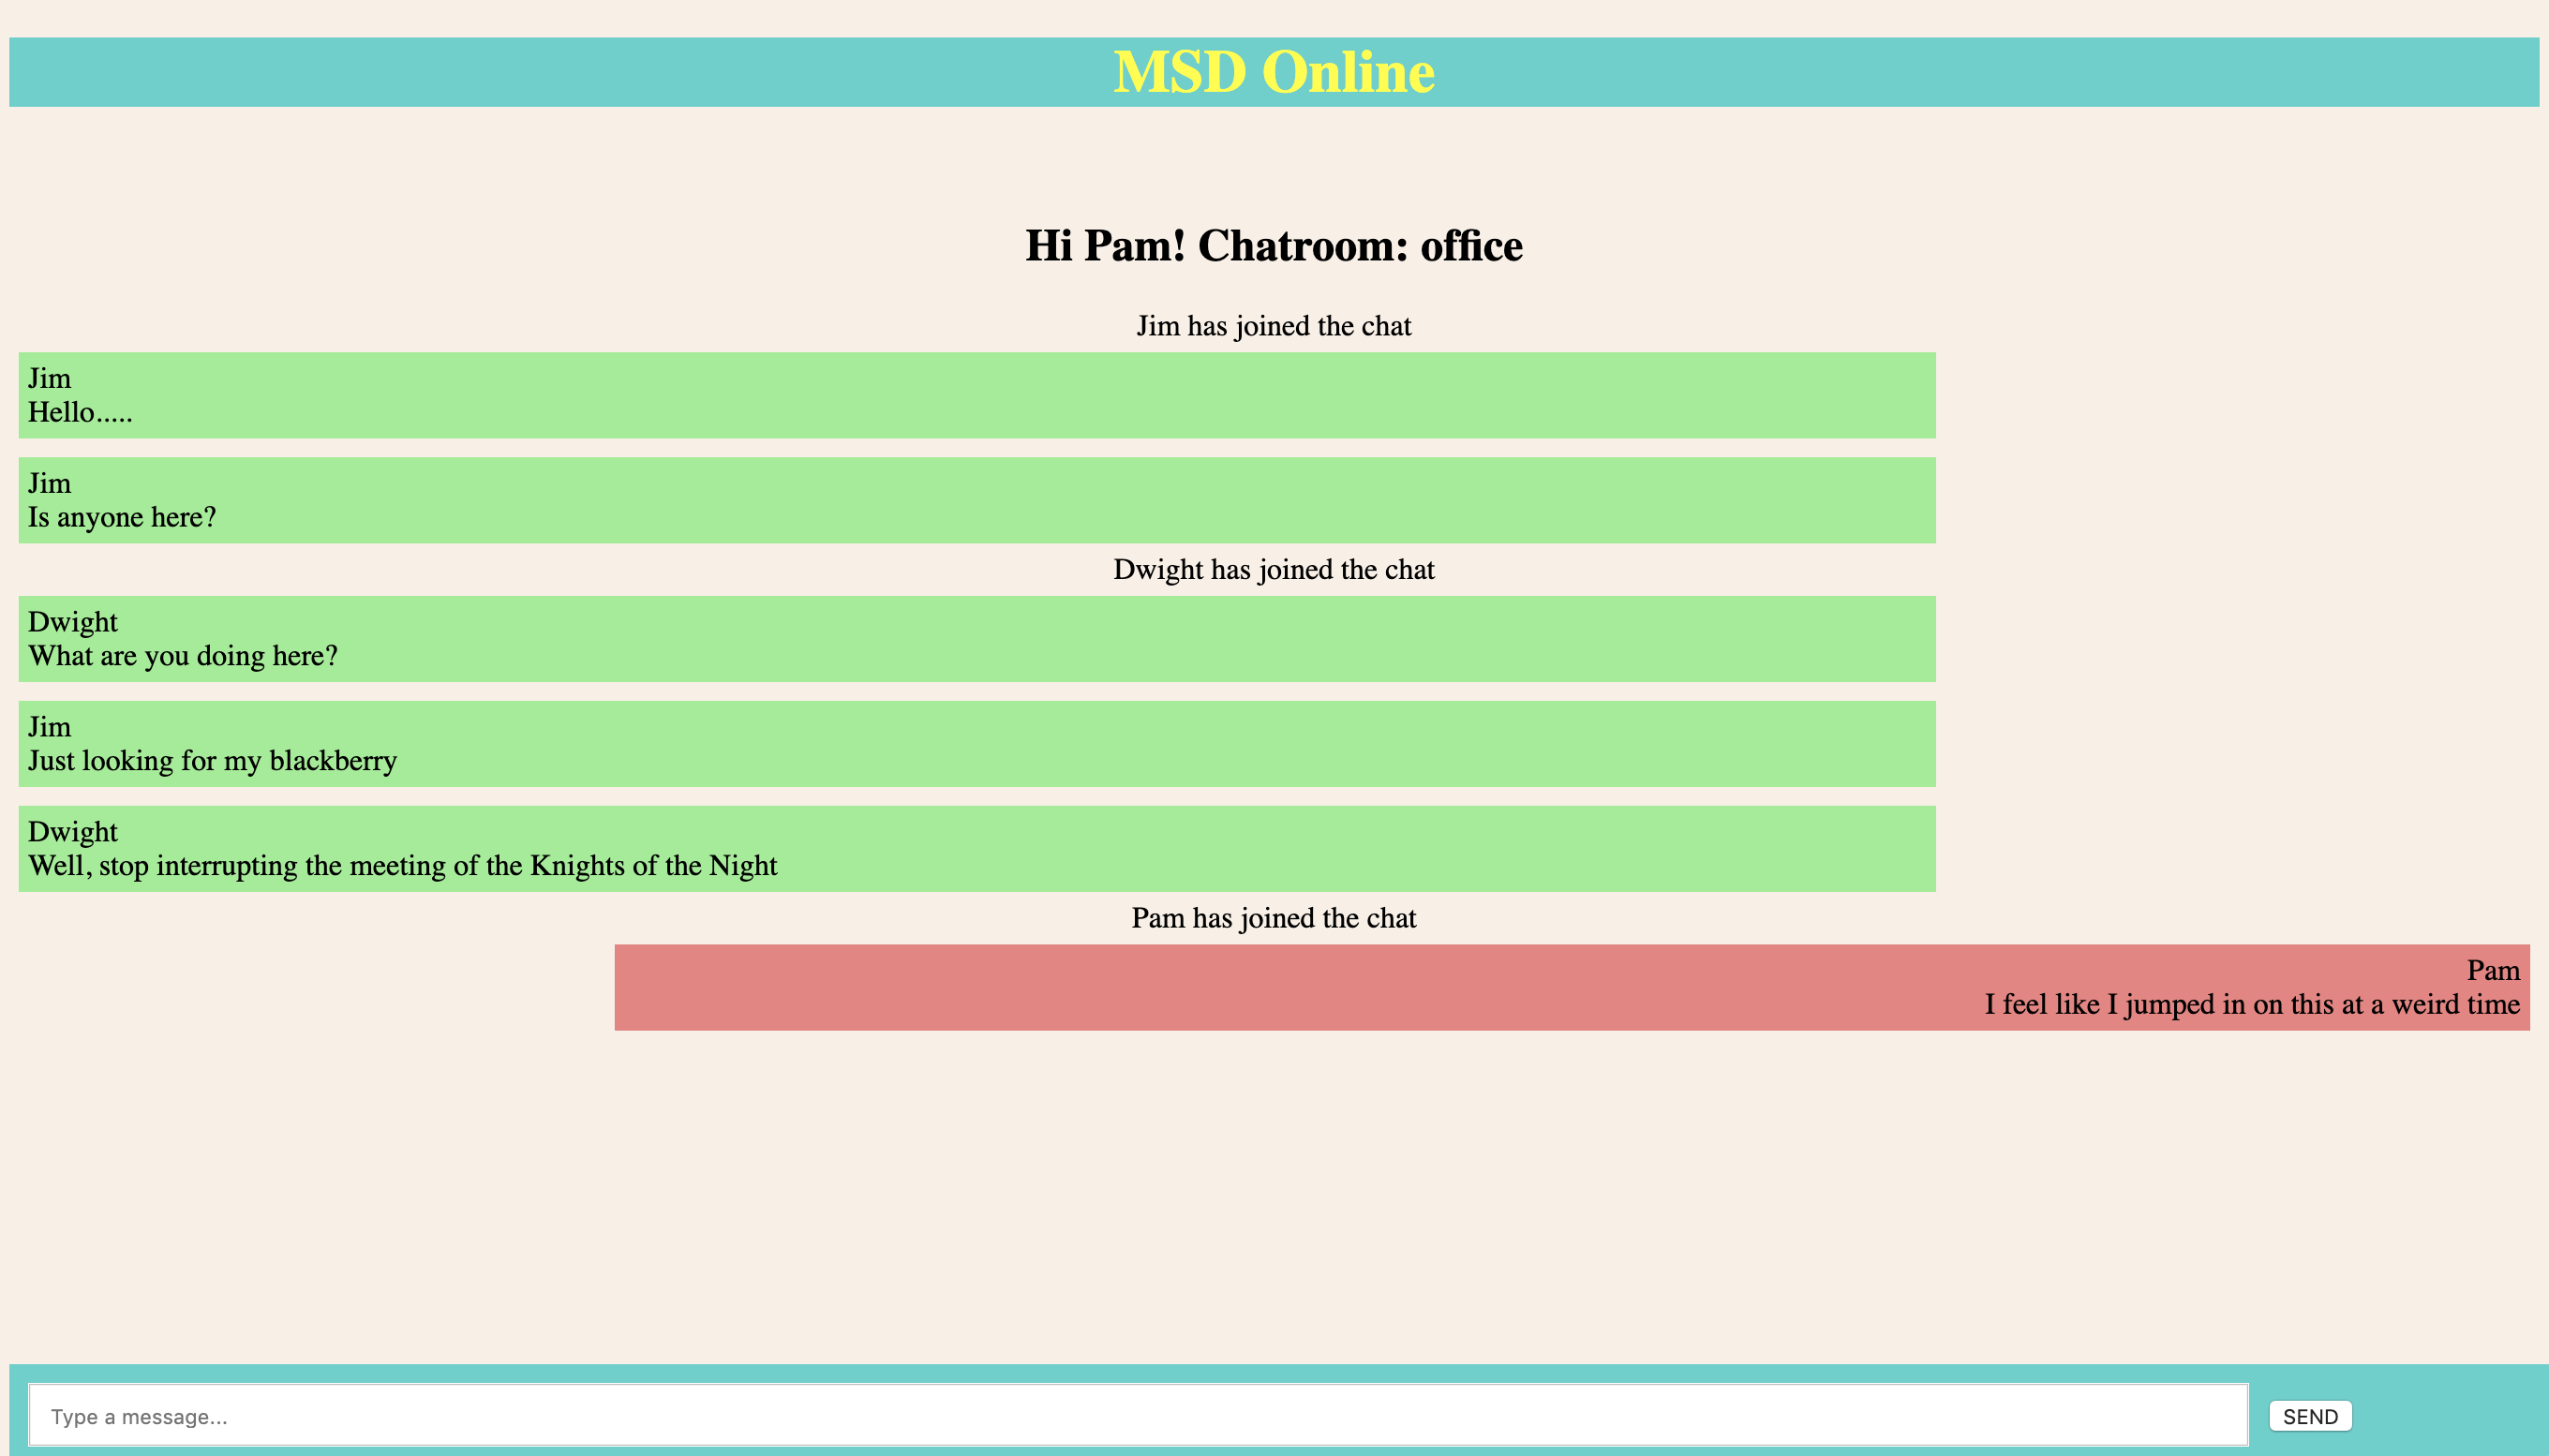 MSD Online
Hi Pam! Chatroom: office
Jim has joined the chat
Jim
Hello.....
Jim
Is anyone here?
Dwight has joined the chat
Dwight
What are you doing here?
Jim
Just looking for my blackberry
Dwight
Well, stop interrupting the meeting of the Knights of the Night
Pam has joined the chat
Pam
I feel like I jumped in on this at a weird time
Type a message...
SEND